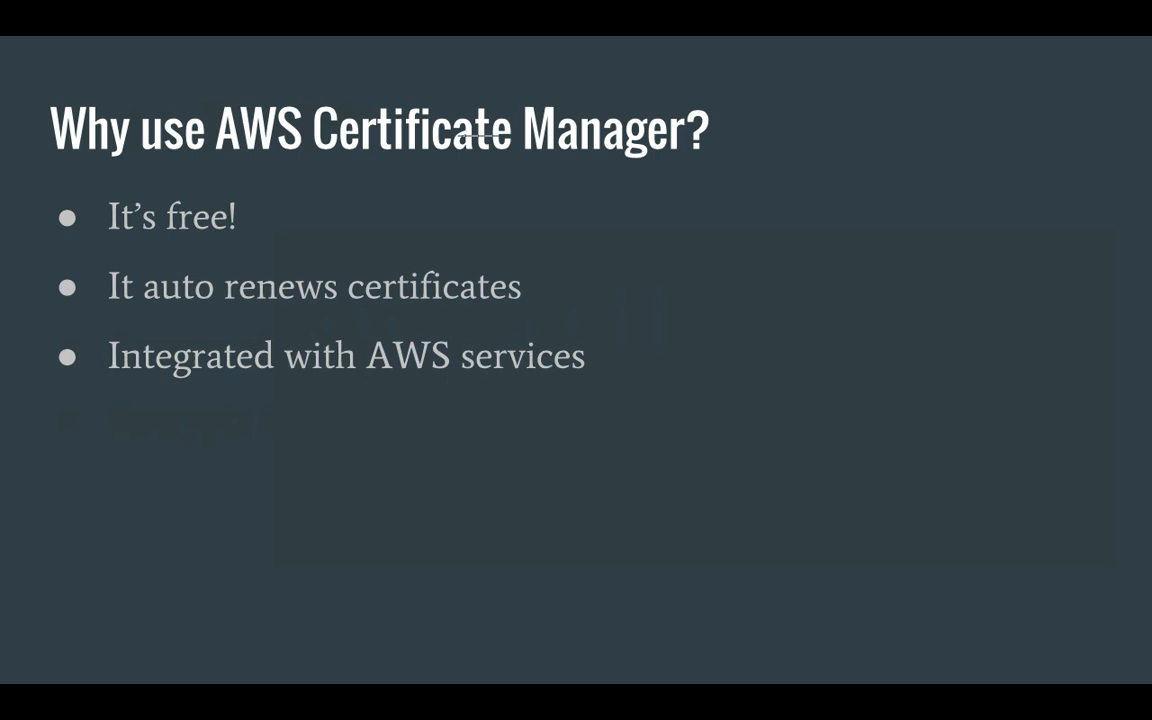 Why use AWS Certificate Manager?
● It’s free!
● It auto renews certificates
● Integrated with AWS services